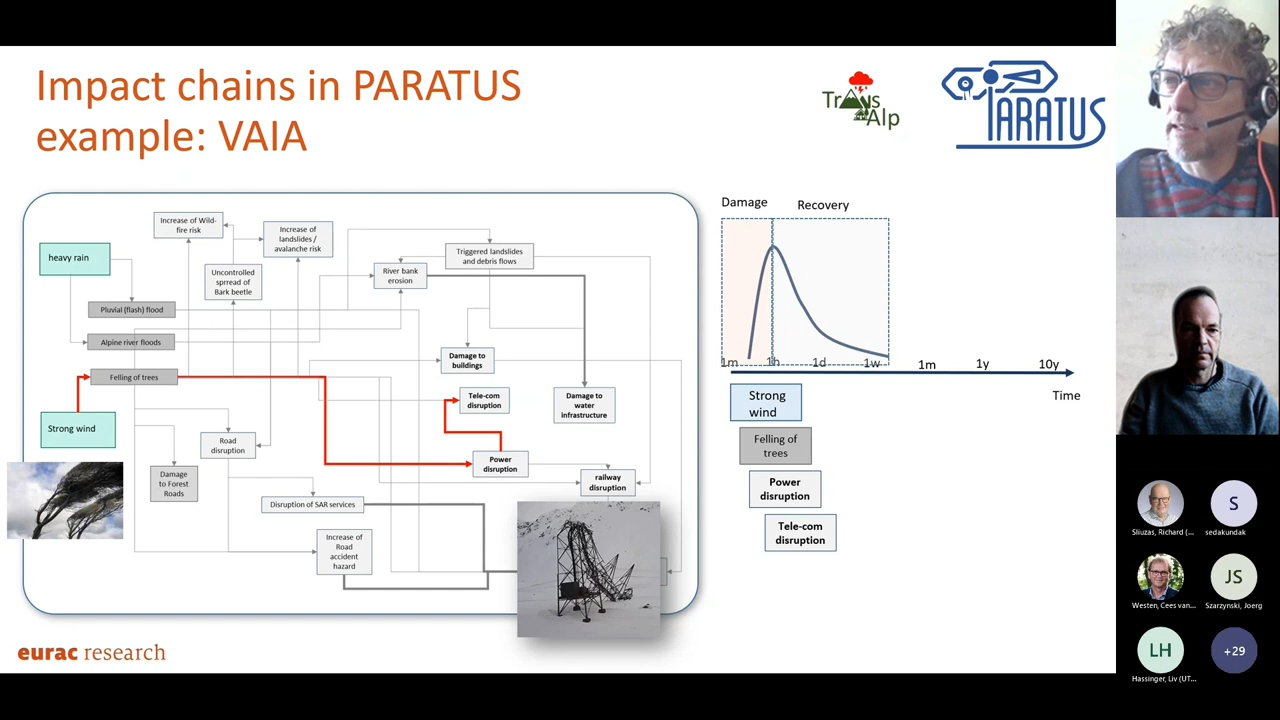 Impact chains in PARATUS
example: VAIA
Trans
Alp
PARATUS
heavy rain
Increase of Wild-
fire risk
Increase of
landslides /
avalanche risk
Uncontrolled
sprread of
Bark beetle
River bank
erosion
Triggered landslides
and debris flows
Pluvial (flash) flood
Alpine river floods
Felling of trees
Strong wind
Damage to
buildings
Tele-com
disruption
Damage to
water
infrastructure
Road
disruption
Damage
to Forest
Roads
Power
disruption
railway
disruption
Disruption of SAR services
Increase of
Road
accident
hazard
eurac research
Damage
Recovery
1m
1h
1d
1w
1m
1y
10y
Time
Strong
wind
Felling of
trees
Power
disruption
Tele-com
disruption
Sliuzas, Richard (...
S
sedakundak
Westen, Cees van...
JS
Szarzynski, Joerg
LH
Hassinger, Liv (UT...
+29